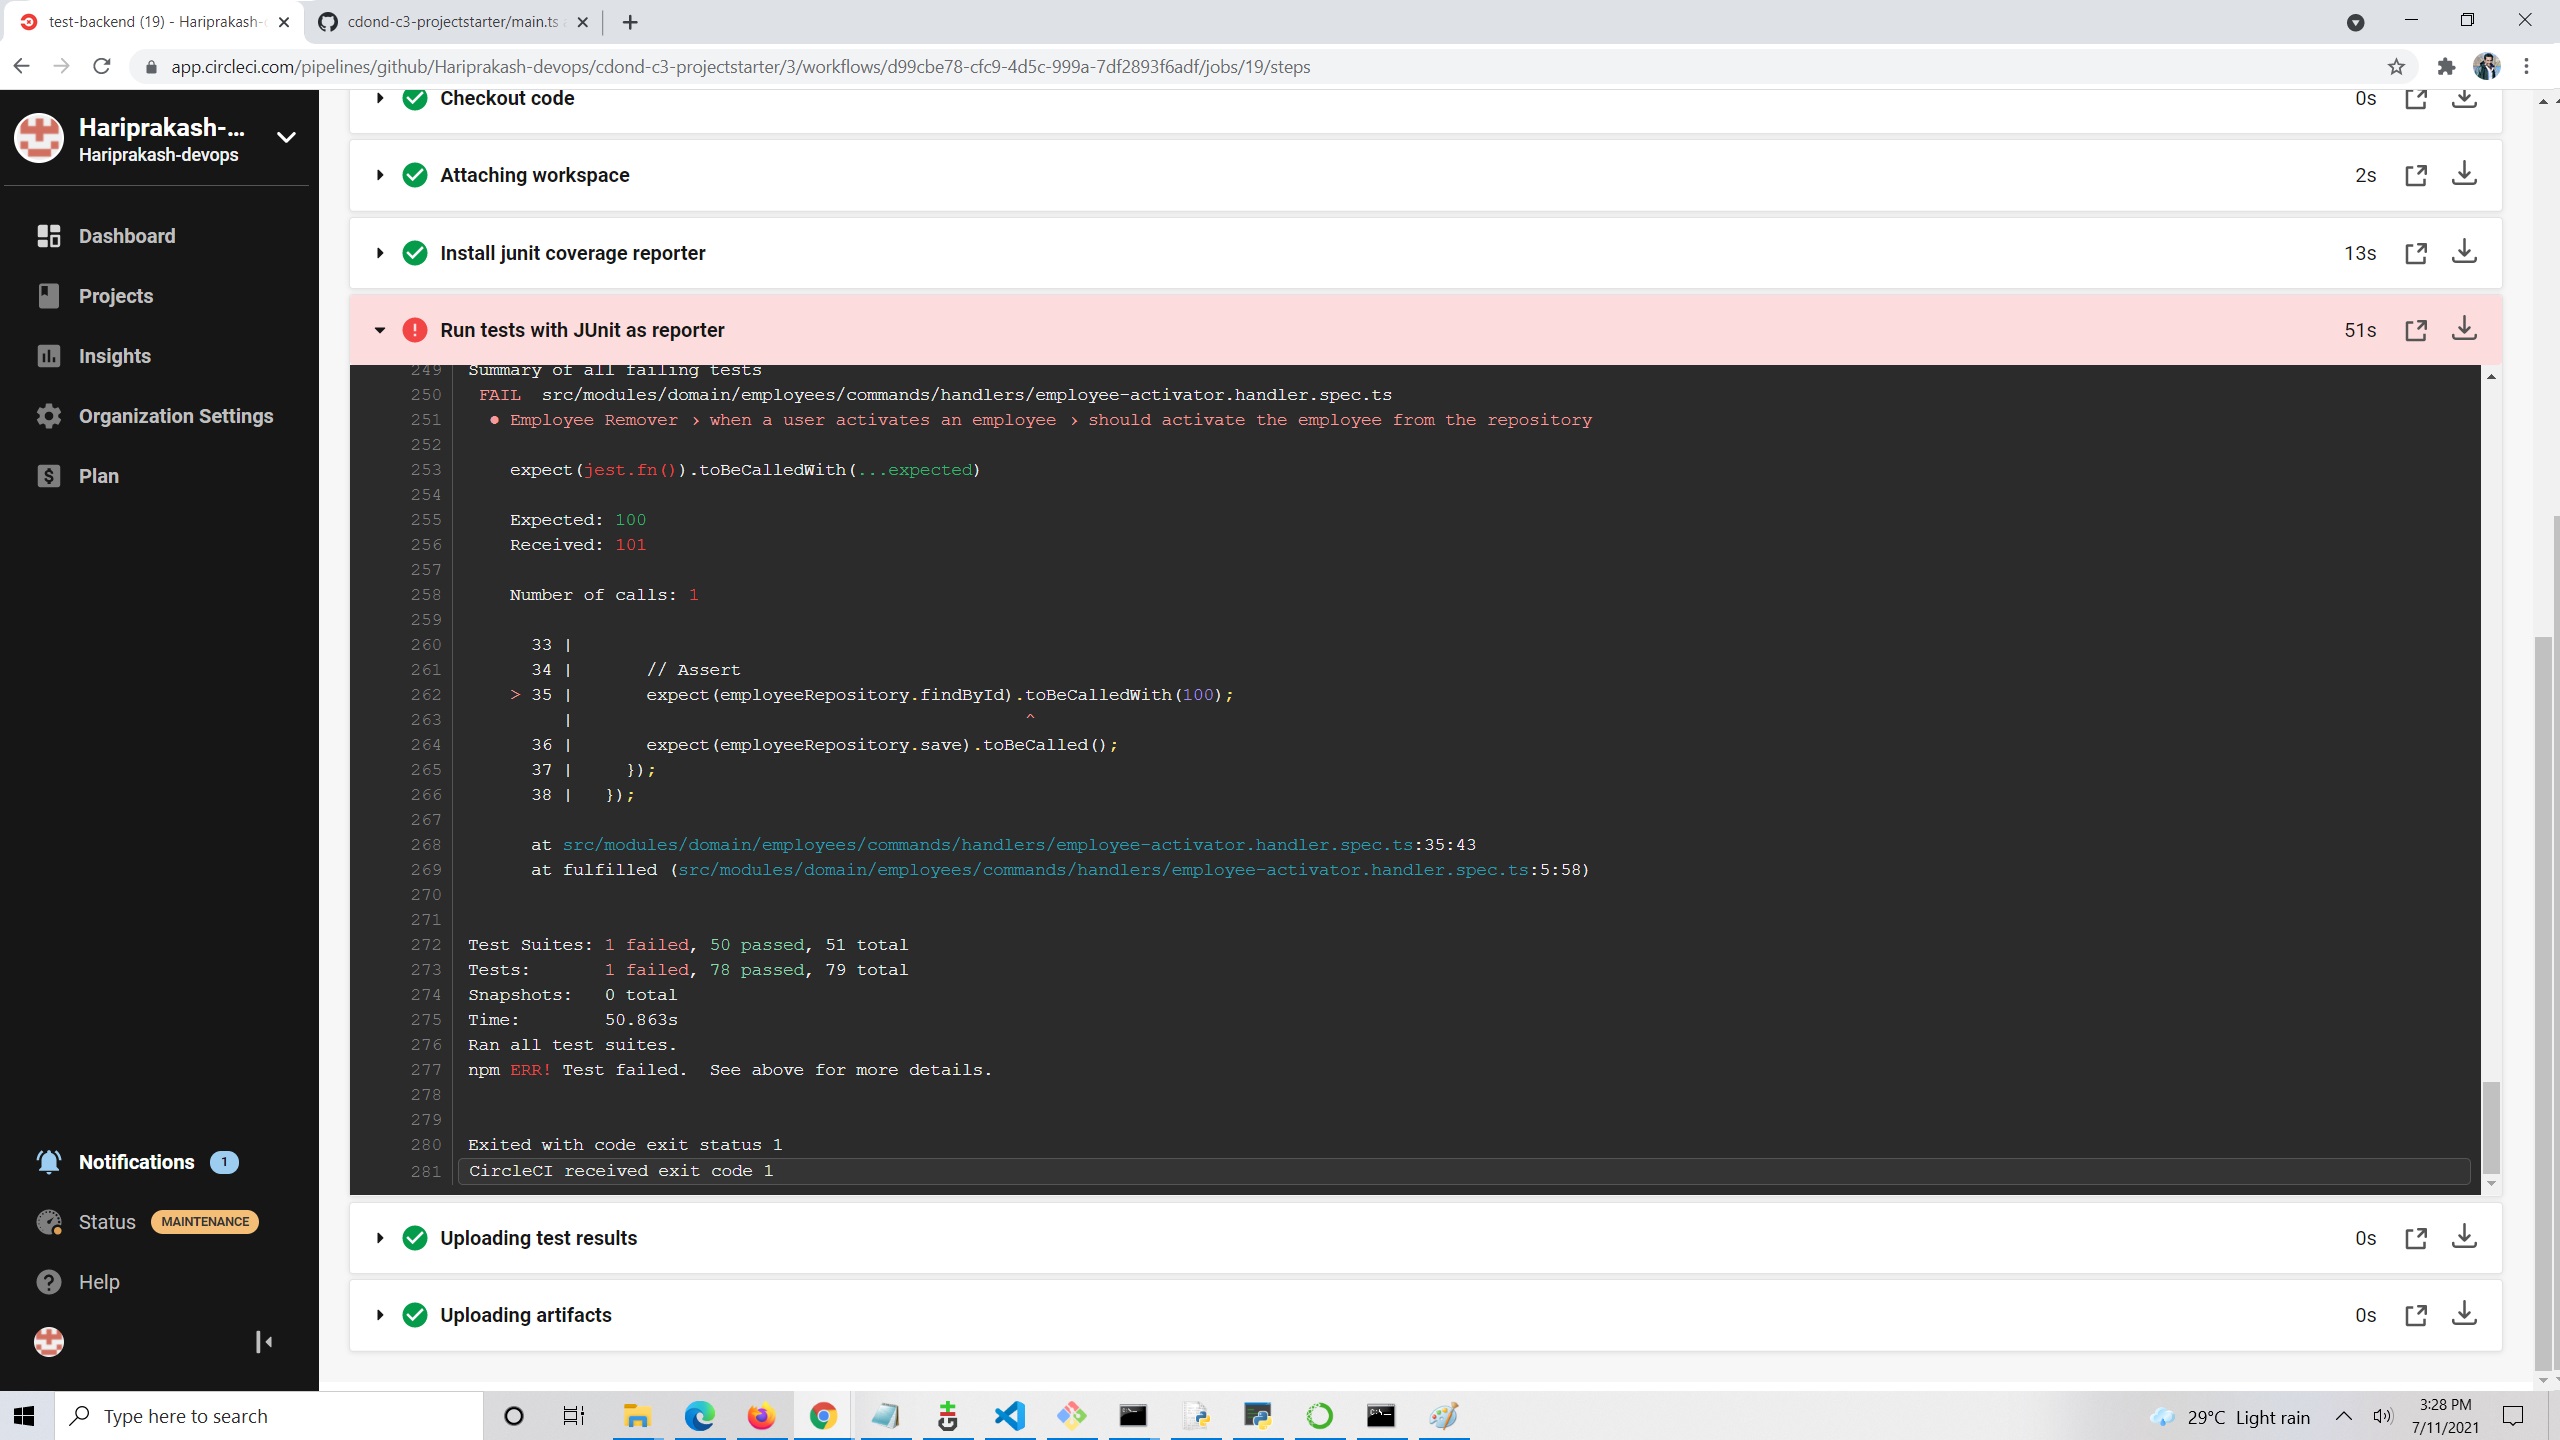 test-backend (19) - Hariprakash-
cdond-c3-projectstarter/main.ts
app.circleci.com/pipelines/github/Hariprakash-devops/cdond-c3-projectstarter/3/workflows/d99cbe78-cfc9-4d5c-999a-7df2893f6adf/jobs/19/steps
Hariprakash-...
Hariprakash-devops
Dashboard
Projects
Insights
Organization Settings
Plan
Notifications 1
Status MAINTENANCE
Help
Checkout code 0s
Attaching workspace 2s
Install junit coverage reporter 13s
Run tests with JUnit as reporter 51s
249 Summary of all failing tests
250 FAIL src/modules/domain/employees/commands/handlers/employee-activator.handler.spec.ts
251 ● Employee Remover › when a user activates an employee › should activate the employee from the repository
252
253 expect(jest.fn()).toBeCalledWith(...expected)
254
255 Expected: 100
256 Received: 101
257
258 Number of calls: 1
259
260 33 |
261 34 | // Assert
262 > 35 | expect(employeeRepository.findById).toBeCalledWith(100);
263 | ^
264 36 | expect(employeeRepository.save).toBeCalled();
265 37 | });
266 38 | });
267
268 at src/modules/domain/employees/commands/handlers/employee-activator.handler.spec.ts:35:43
269 at fulfilled (src/modules/domain/employees/commands/handlers/employee-activator.handler.spec.ts:5:58)
270
271
272 Test Suites: 1 failed, 50 passed, 51 total
273 Tests: 1 failed, 78 passed, 79 total
274 Snapshots: 0 total
275 Time: 50.863s
276 Ran all test suites.
277 npm ERR! Test failed. See above for more details.
278
279
280 Exited with code exit status 1
281 CircleCI received exit code 1
Uploading test results 0s
Uploading artifacts 0s
Type here to search
29°C Light rain
3:28 PM
7/11/2021